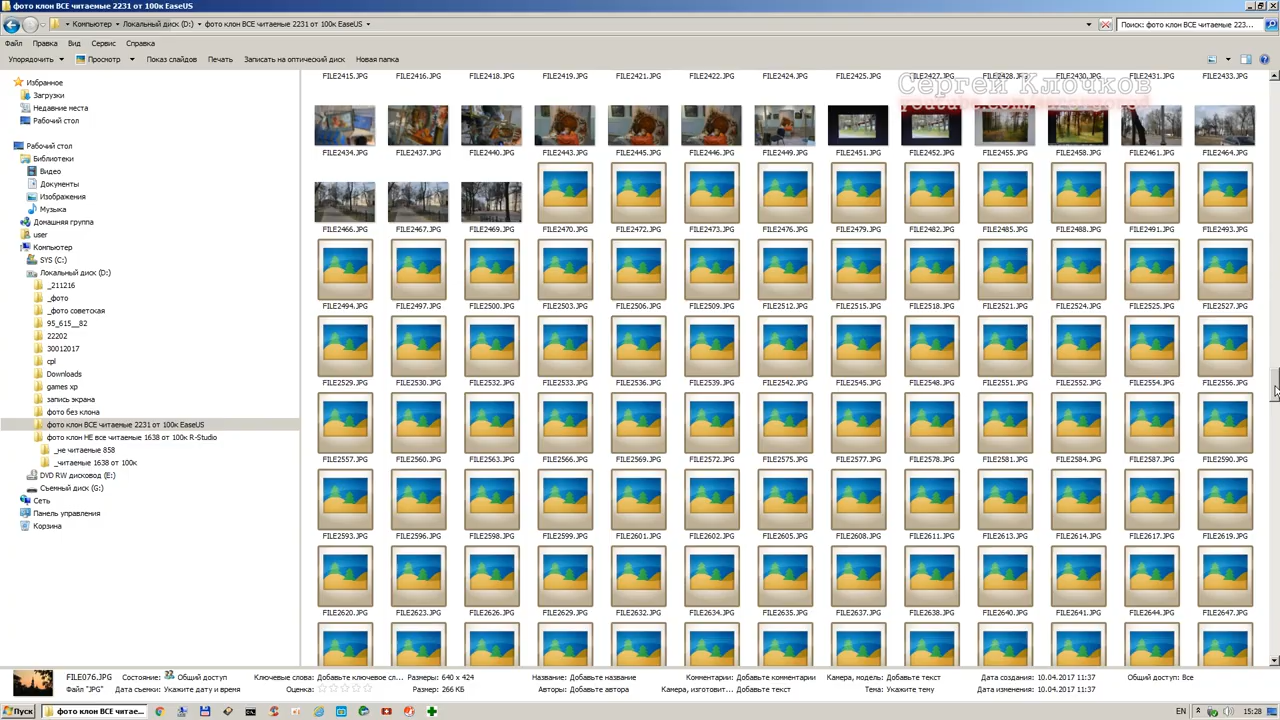 фото клон ВСЕ читаемые 2231 от 100к EaseUS
Компьютер Локальный диск (D:) фото клон ВСЕ читаемые 2231 от 100к EaseUS
Поиск: фото клон ВСЕ читаемые 223...
Файл Правка Вид Сервис Справка
Упорядочить Просмотр Показ слайдов Печать Записать на оптический диск Новая папка
Избранное
Загрузки
Недавние места
Рабочий стол
Рабочий стол
Библиотеки
Видео
Документы
Изображения
Музыка
Домашняя группа
user
Компьютер
SYS (C:)
Локальный диск (D:)
_211216
_фото
_фото советская
95_615__82
22202
30012017
cpl
Downloads
games xp
запись экрана
фото без клона
фото клон ВСЕ читаемые 2231 от 100к EaseUS
фото клон НЕ все читаемые 1638 от 100к R-Studio
_не читаемые 858
_читаемые 1638 от 100к
DVD RW дисковод (E:)
Съемный диск (G:)
Сеть
Панель управления
Корзина
FILE2415.JPG FILE2416.JPG FILE2418.JPG FILE2419.JPG FILE2421.JPG FILE2422.JPG FILE2424.JPG FILE2425.JPG FILE2427.JPG FILE2428.JPG FILE2430.JPG FILE2431.JPG FILE2433.JPG
Сергей Клочков
FILE2434.JPG FILE2437.JPG FILE2440.JPG FILE2443.JPG FILE2445.JPG FILE2446.JPG FILE2449.JPG FILE2451.JPG FILE2452.JPG FILE2455.JPG FILE2458.JPG FILE2461.JPG FILE2464.JPG
FILE2466.JPG FILE2467.JPG FILE2469.JPG FILE2470.JPG FILE2472.JPG FILE2473.JPG FILE2476.JPG FILE2479.JPG FILE2482.JPG FILE2485.JPG FILE2488.JPG FILE2491.JPG FILE2493.JPG
FILE2494.JPG FILE2497.JPG FILE2500.JPG FILE2503.JPG FILE2506.JPG FILE2509.JPG FILE2512.JPG FILE2515.JPG FILE2518.JPG FILE2521.JPG FILE2524.JPG FILE2525.JPG FILE2527.JPG
FILE2529.JPG FILE2530.JPG FILE2532.JPG FILE2533.JPG FILE2536.JPG FILE2539.JPG FILE2542.JPG FILE2545.JPG FILE2548.JPG FILE2551.JPG FILE2552.JPG FILE2554.JPG FILE2556.JPG
FILE2557.JPG FILE2560.JPG FILE2563.JPG FILE2566.JPG FILE2569.JPG FILE2572.JPG FILE2575.JPG FILE2577.JPG FILE2578.JPG FILE2581.JPG FILE2584.JPG FILE2587.JPG FILE2590.JPG
FILE2593.JPG FILE2596.JPG FILE2598.JPG FILE2599.JPG FILE2601.JPG FILE2602.JPG FILE2605.JPG FILE2608.JPG FILE2611.JPG FILE2613.JPG FILE2614.JPG FILE2617.JPG FILE2619.JPG
FILE2620.JPG FILE2623.JPG FILE2626.JPG FILE2629.JPG FILE2632.JPG FILE2634.JPG FILE2635.JPG FILE2637.JPG FILE2638.JPG FILE2640.JPG FILE2641.JPG FILE2644.JPG FILE2647.JPG
FILE076.JPG Состояние: Общий доступ Ключевые слова: Добавьте ключевое сл... Размеры: 640 x 424 Название: Добавьте название Комментарии: Добавьте комментарии Камера, модель: Добавьте текст Дата создания: 10.04.2017 11:37 Общий доступ: Все
Файл "JPG" Дата съемки: Укажите дату и время Оценка: Размер: 266 КБ Авторы: Добавьте автора Камера, изготовит... Добавьте текст Тема: Укажите тему Дата изменения: 10.04.2017 11:37
Пуск фото клон ВСЕ читае... EN 15:28